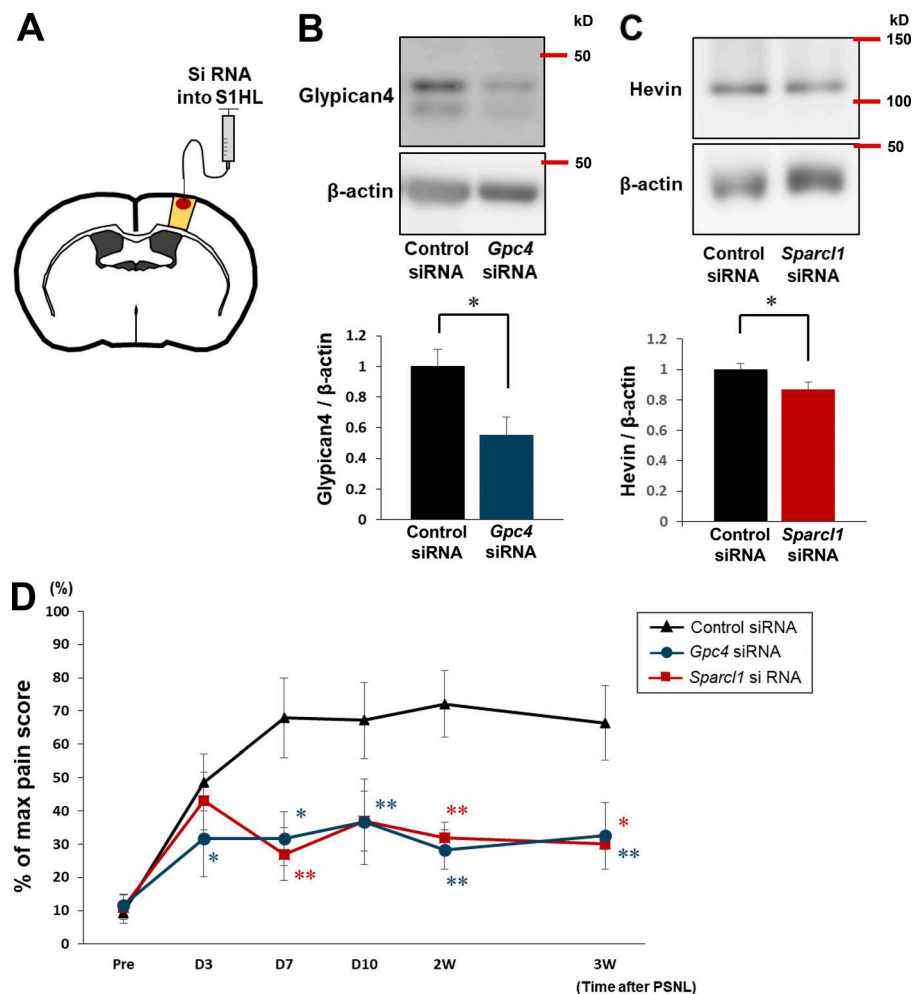 A
Si RNA
into S1HL
B
kD
50
Glypican4
50
β-actin
Control
siRNA
Gpc4
siRNA
*
Glypican4 / β-actin
1.2
1
0.8
0.6
0.4
0.2
0
Control
siRNA
Gpc4
siRNA
C
kD
150
Hevin
100
50
β-actin
Control
siRNA
Sparcl1
siRNA
*
Hevin / β-actin
1.2
1
0.8
0.6
0.4
0.2
0
Control
siRNA
Sparcl1
siRNA
D
(%)
% of max pain score
100
90
80
70
60
50
40
30
20
10
0
Control siRNA
Gpc4 siRNA
Sparcl1 si RNA
*
*
**
**
**
**
*
**
Pre D3 D7 D10 2W 3W
(Time after PSNL)